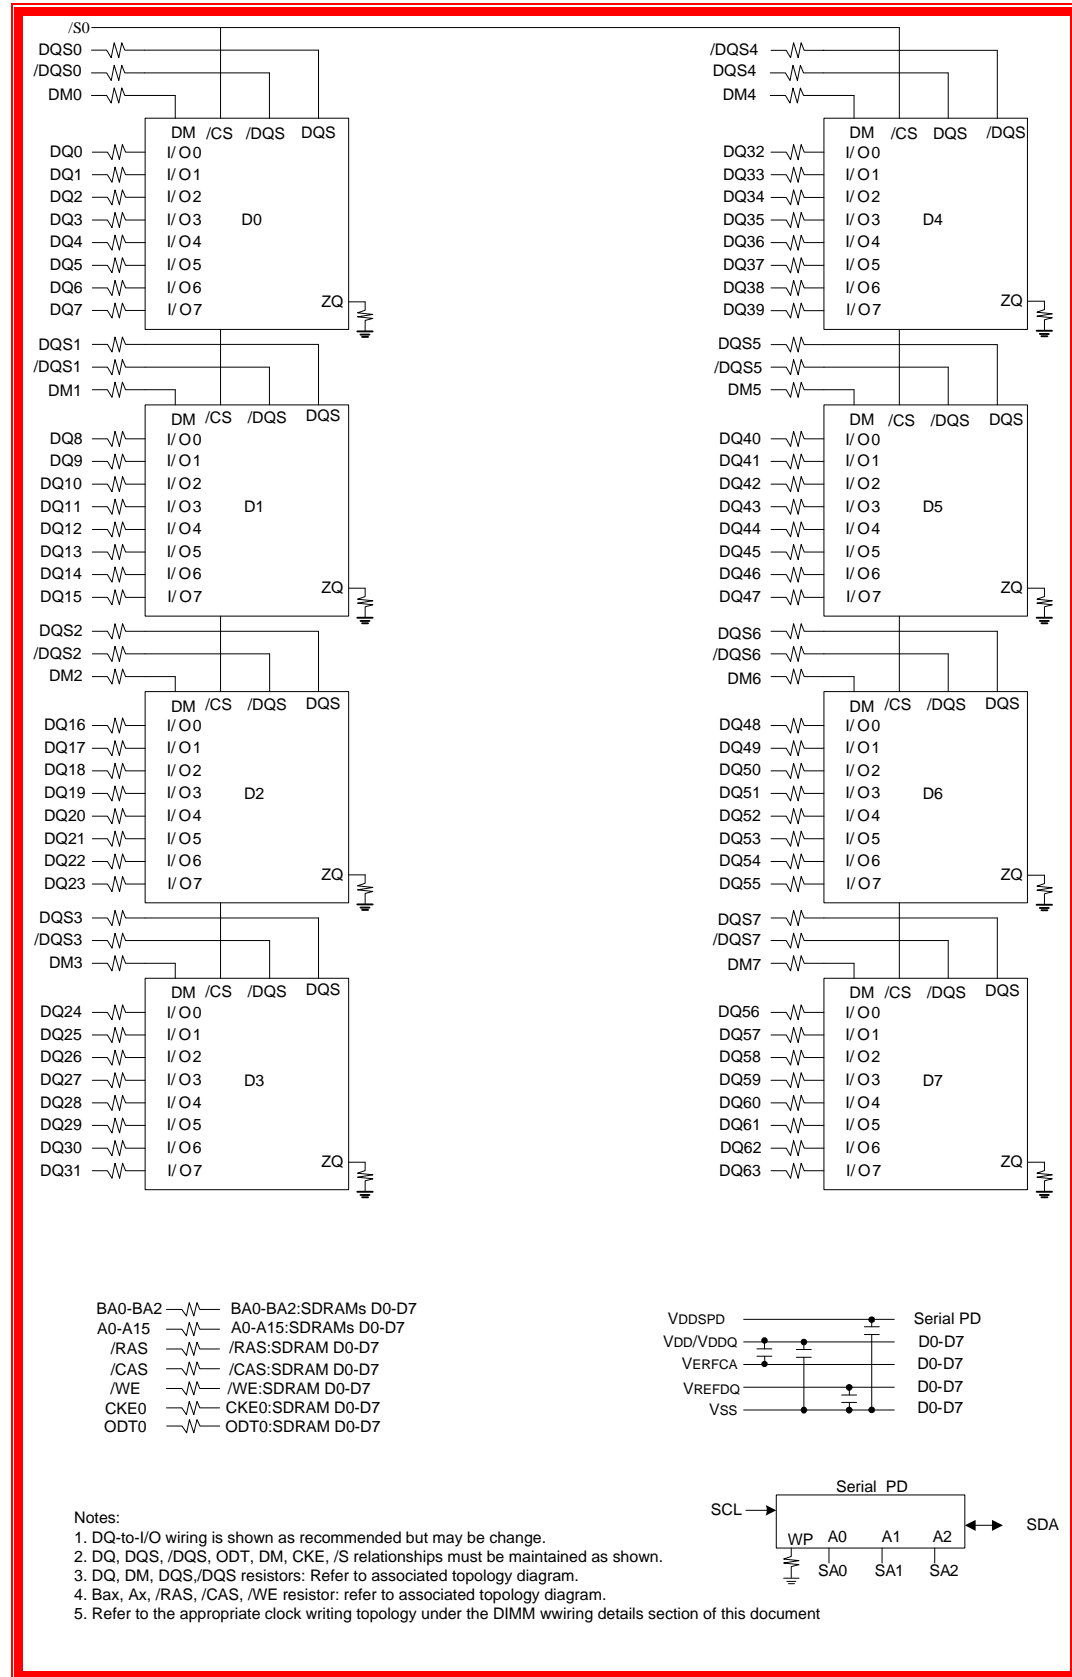 /S0
DQS0
/DQS0
DM0
DM /CS /DQS DQS
DQ0 I/O0
DQ1 I/O1
DQ2 I/O2
DQ3 I/O3 D0
DQ4 I/O4
DQ5 I/O5
DQ6 I/O6
ZQ
DQ7 I/O7
DQS1
/DQS1
DM1
DM /CS /DQS DQS
DQ8 I/O0
DQ9 I/O1
DQ10 I/O2
DQ11 I/O3 D1
DQ12 I/O4
DQ13 I/O5
DQ14 I/O6
ZQ
DQ15 I/O7
DQS2
/DQS2
DM2
DM /CS /DQS DQS
DQ16 I/O0
DQ17 I/O1
DQ18 I/O2
DQ19 I/O3 D2
DQ20 I/O4
DQ21 I/O5
DQ22 I/O6
ZQ
DQ23 I/O7
DQS3
/DQS3
DM3
DM /CS /DQS DQS
DQ24 I/O0
DQ25 I/O1
DQ26 I/O2
DQ27 I/O3 D3
DQ28 I/O4
DQ29 I/O5
DQ30 I/O6
ZQ
DQ31 I/O7
/DQS4
DQS4
DM4
DM /CS DQS /DQS
DQ32 I/O0
DQ33 I/O1
DQ34 I/O2
DQ35 I/O3 D4
DQ36 I/O4
DQ37 I/O5
DQ38 I/O6
ZQ
DQ39 I/O7
DQS5
/DQS5
DM5
DM /CS /DQS DQS
DQ40 I/O0
DQ41 I/O1
DQ42 I/O2
DQ43 I/O3 D5
DQ44 I/O4
DQ45 I/O5
DQ46 I/O6
ZQ
DQ47 I/O7
DQS6
/DQS6
DM6
DM /CS /DQS DQS
DQ48 I/O0
DQ49 I/O1
DQ50 I/O2
DQ51 I/O3 D6
DQ52 I/O4
DQ53 I/O5
DQ54 I/O6
ZQ
DQ55 I/O7
DQS7
/DQS7
DM7
DM /CS /DQS DQS
DQ56 I/O0
DQ57 I/O1
DQ58 I/O2
DQ59 I/O3 D7
DQ60 I/O4
DQ61 I/O5
DQ62 I/O6
ZQ
DQ63 I/O7
BA0-BA2 BA0-BA2:SDRAMs D0-D7
A0-A15 A0-A15:SDRAMs D0-D7
/RAS /RAS:SDRAM D0-D7
/CAS /CAS:SDRAM D0-D7
/WE /WE:SDRAM D0-D7
CKE0 CKE0:SDRAM D0-D7
ODT0 ODT0:SDRAM D0-D7
VDDSPD Serial PD
VDD/VDDQ D0-D7
VERFCA D0-D7
VREFDQ D0-D7
VSS D0-D7
Serial PD
SCL
SDA
WP A0 A1 A2
SA0 SA1 SA2
Notes:
1. DQ-to-I/O wiring is shown as recommended but may be change.
2. DQ, DQS, /DQS, ODT, DM, CKE, /S relationships must be maintained as shown.
3. DQ, DM, DQS,/DQS resistors: Refer to associated topology diagram.
4. Bax, Ax, /RAS, /CAS, /WE resistor: refer to associated topology diagram.
5. Refer to the appropriate clock writing topology under the DIMM wwiring details section of this document